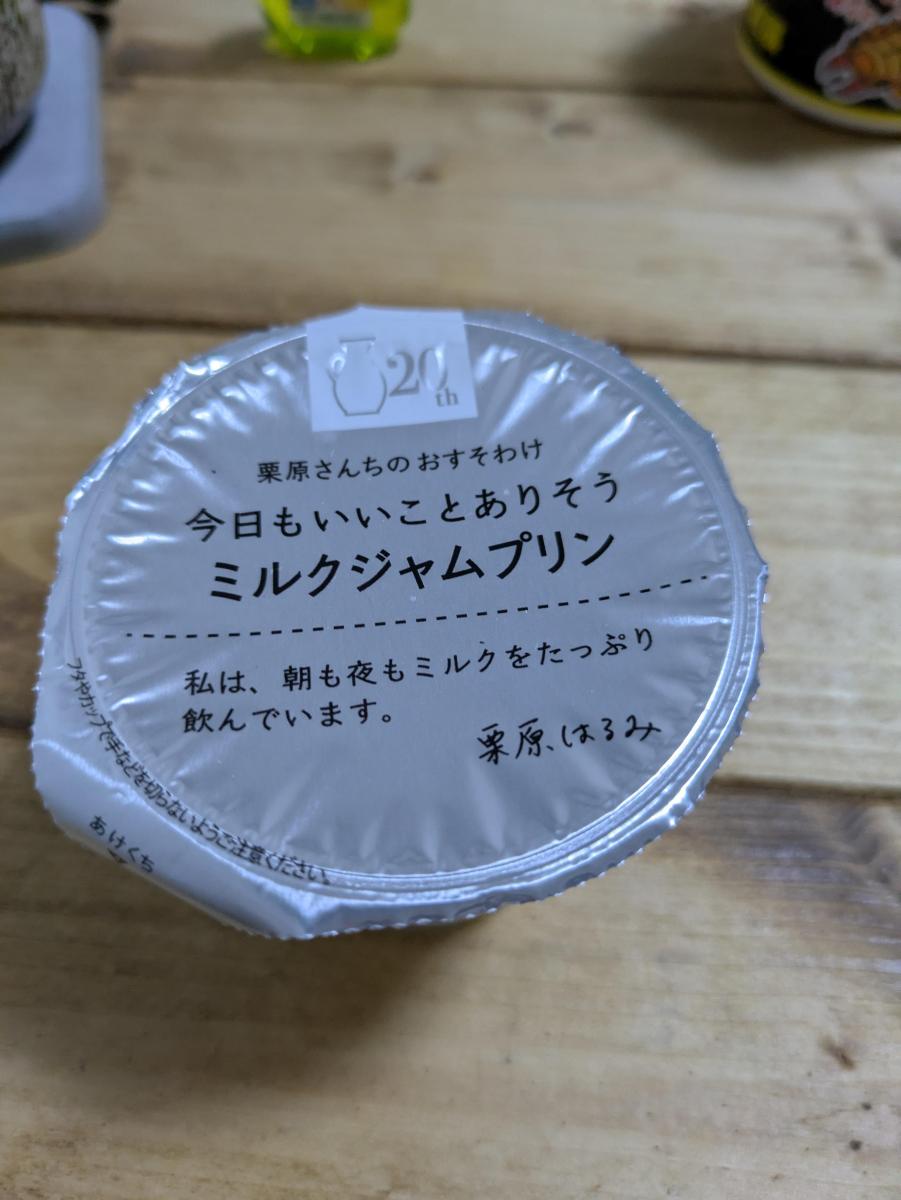 20th
栗原さんちのおすそわけ
今日もいいことありそう
ミルクジャムプリン
私は、朝も夜もミルクをたっぷり
飲んでいます。
栗原はるみ
フタやカップで手などを切らないようご注意ください。
あけくち